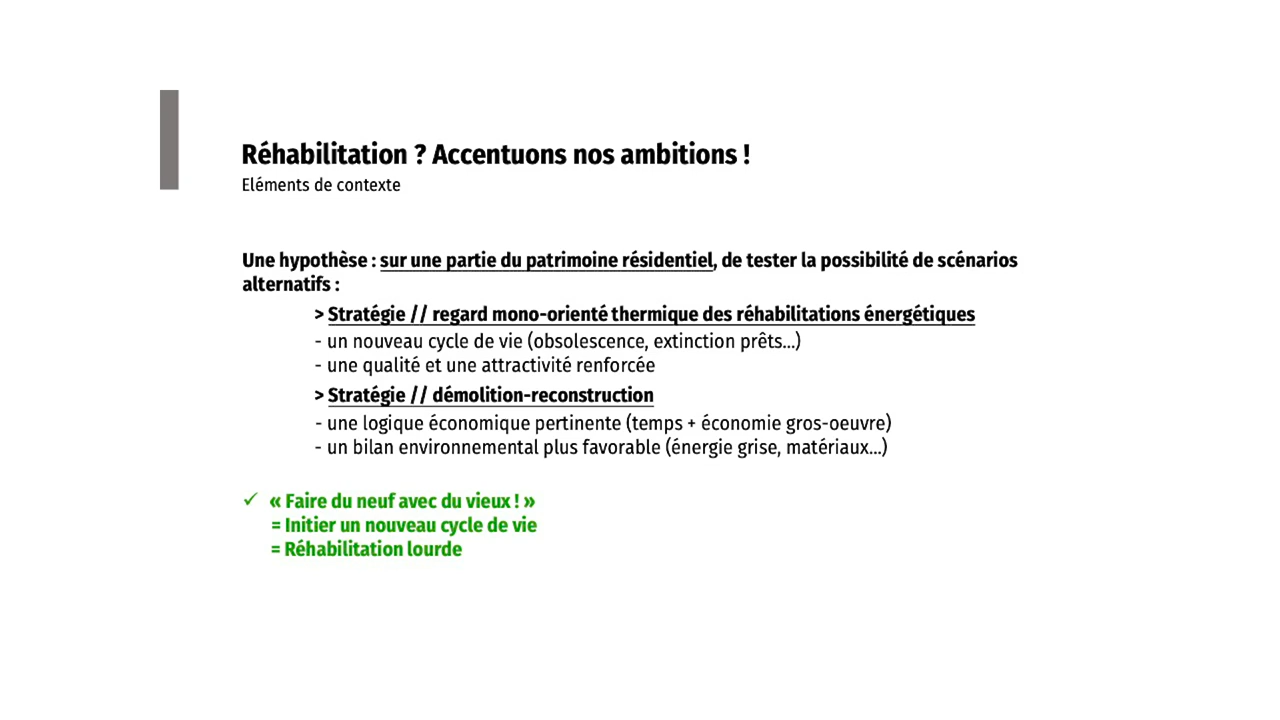 Réhabilitation ? Accentuons nos ambitions !
Eléments de contexte
Une hypothèse : sur une partie du patrimoine résidentiel, de tester la possibilité de scénarios
alternatifs :
> Stratégie // regard mono-orienté thermique des réhabilitations énergétiques
- un nouveau cycle de vie (obsolescence, extinction prêts...)
- une qualité et une attractivité renforcée
> Stratégie // démolition-reconstruction
- une logique économique pertinente (temps + économie gros-oeuvre)
- un bilan environnemental plus favorable (énergie grise, matériaux...)
✓ « Faire du neuf avec du vieux ! »
= Initier un nouveau cycle de vie
= Réhabilitation lourde